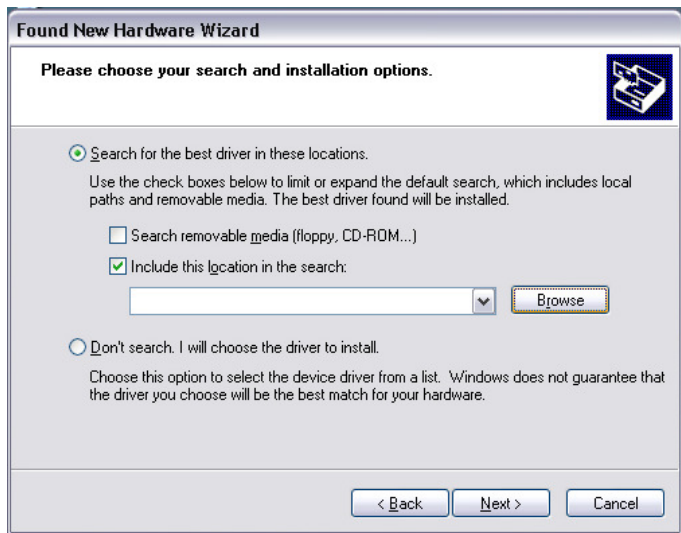 Found New Hardware Wizard
Please choose your search and installation options.
Search for the best driver in these locations.
Use the check boxes below to limit or expand the default search, which includes local
paths and removable media. The best driver found will be installed.
Search removable media (floppy, CD-ROM...)
Include this location in the search:
Browse
Don't search. I will choose the driver to install.
Choose this option to select the device driver from a list. Windows does not guarantee that
the driver you choose will be the best match for your hardware.
< Back Next > Cancel